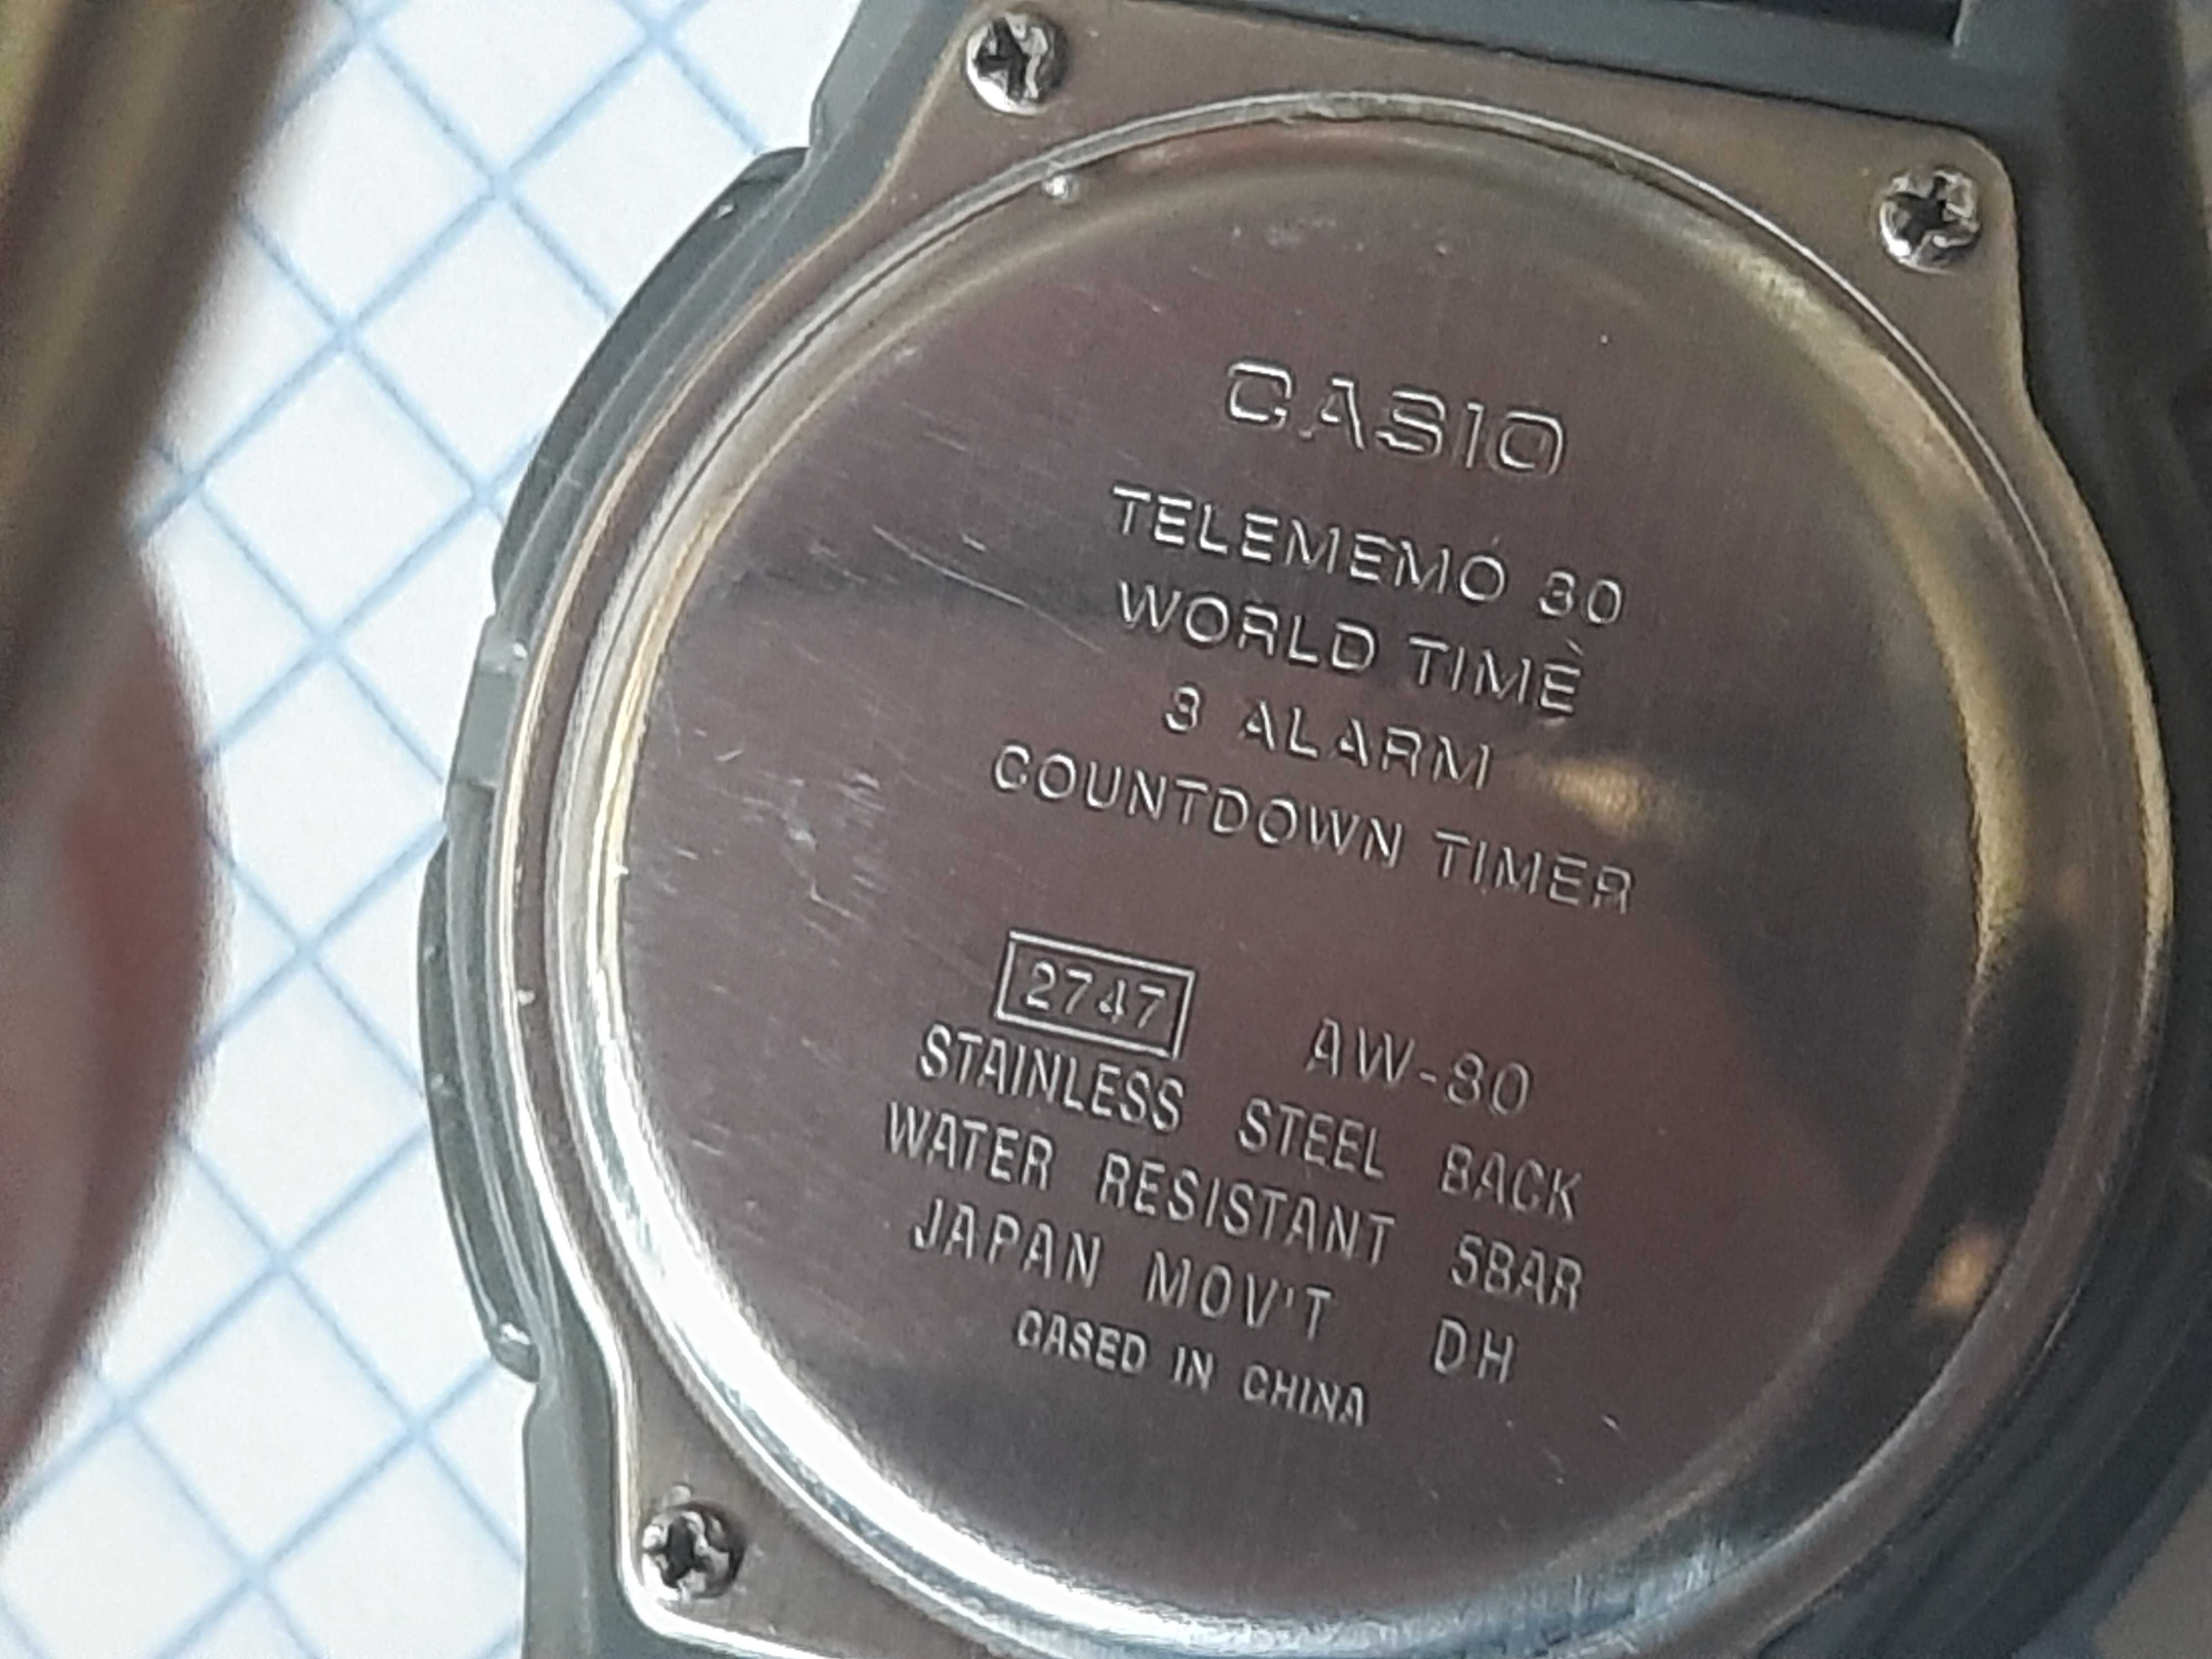 CASIO
TELEMEMO 30
WORLD TIME
3 ALARM
COUNTDOWN TIMER
2747 AW-80
STAINLESS STEEL BACK
WATER RESISTANT 5BAR
JAPAN MOV'T DH
CASED IN CHINA